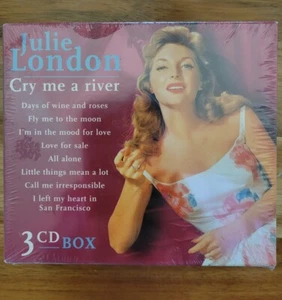 Julie
London
Cry me a river
Days of wine and roses
Fly me to the moon
I'm in the mood for love
Love for sale
All alone
Little things mean a lot
Call me irresponsible
I left my heart in
San Francisco
3 CD BOX